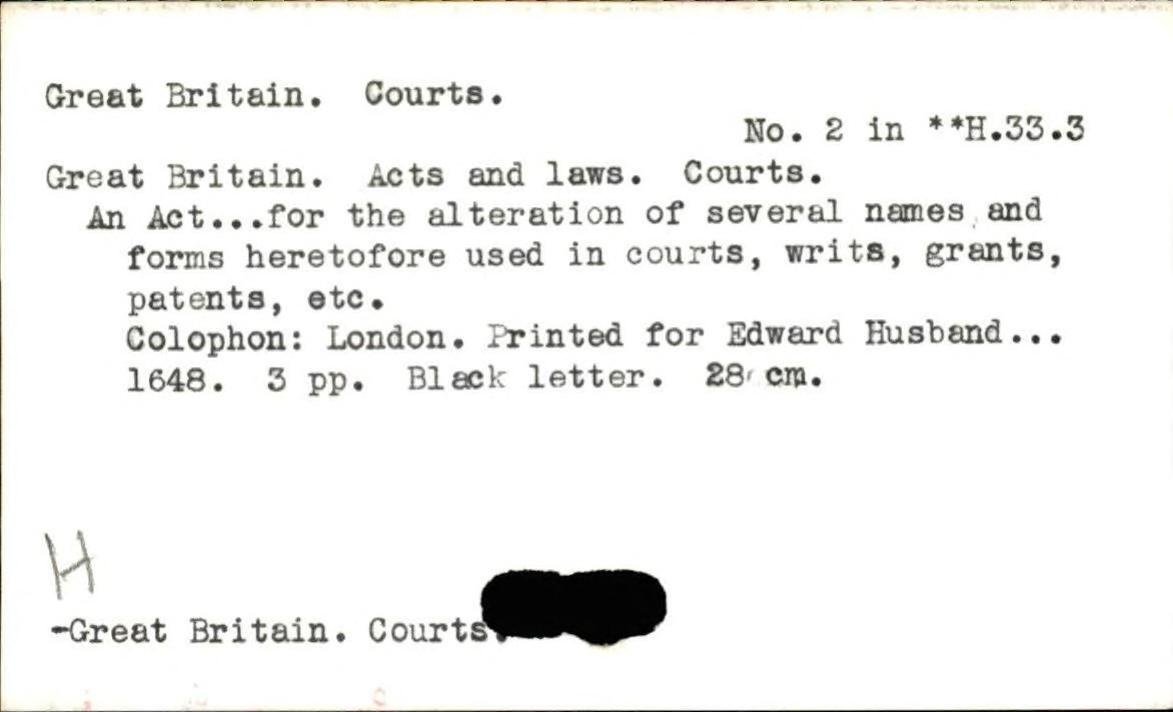 Great Britain. Courts.
No. 2 in **H.33.3
Great Britain. Acts and laws. Courts.
An Act...for the alteration of several names and
forms heretofore used in courts, writs, grants,
patents, etc.
Colophon: London. Printed for Edward Husband...
1648. 3 pp. Black letter. 28 cm.
H
-Great Britain. Courts.